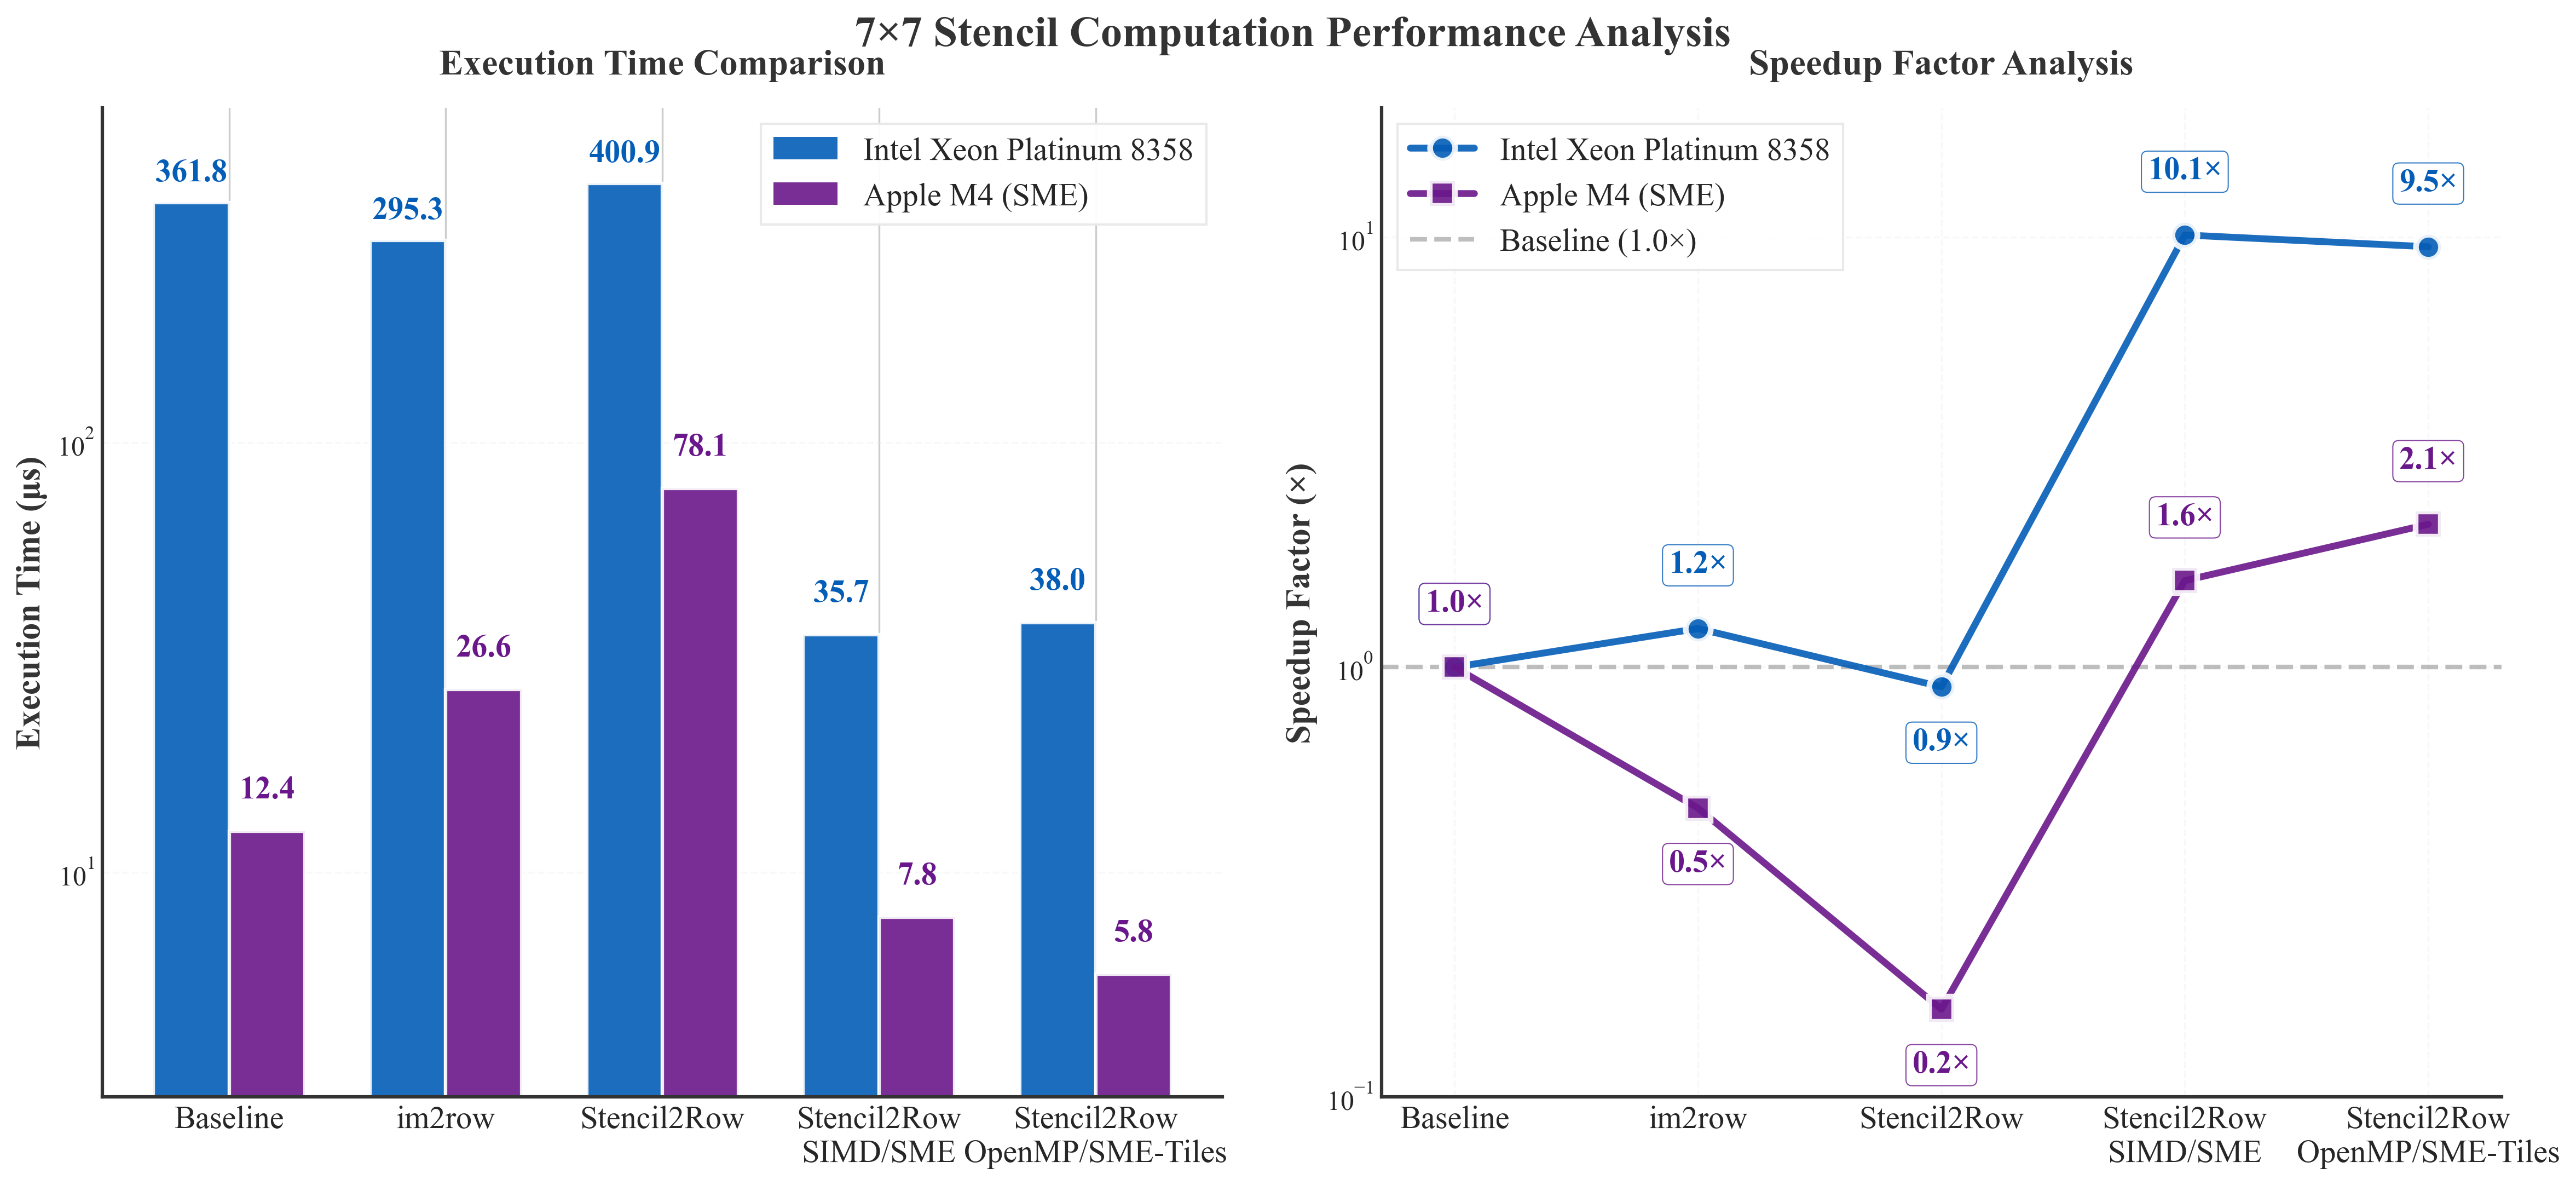 7×7 Stencil Computation Performance Analysis
Execution Time Comparison
Execution Time (μs)
10²
10¹
361.8
295.3
400.9
35.7
38.0
12.4
26.6
78.1
7.8
5.8
Intel Xeon Platinum 8358
Apple M4 (SME)
Baseline
im2row
Stencil2Row
Stencil2Row
SIMD/SME
Stencil2Row
OpenMP/SME-Tiles
Speedup Factor Analysis
Speedup Factor (×)
10¹
10⁰
10⁻¹
Intel Xeon Platinum 8358
Apple M4 (SME)
Baseline (1.0×)
1.0×
1.2×
0.9×
10.1×
9.5×
0.5×
0.2×
1.6×
2.1×
Baseline
im2row
Stencil2Row
Stencil2Row
SIMD/SME
Stencil2Row
OpenMP/SME-Tiles